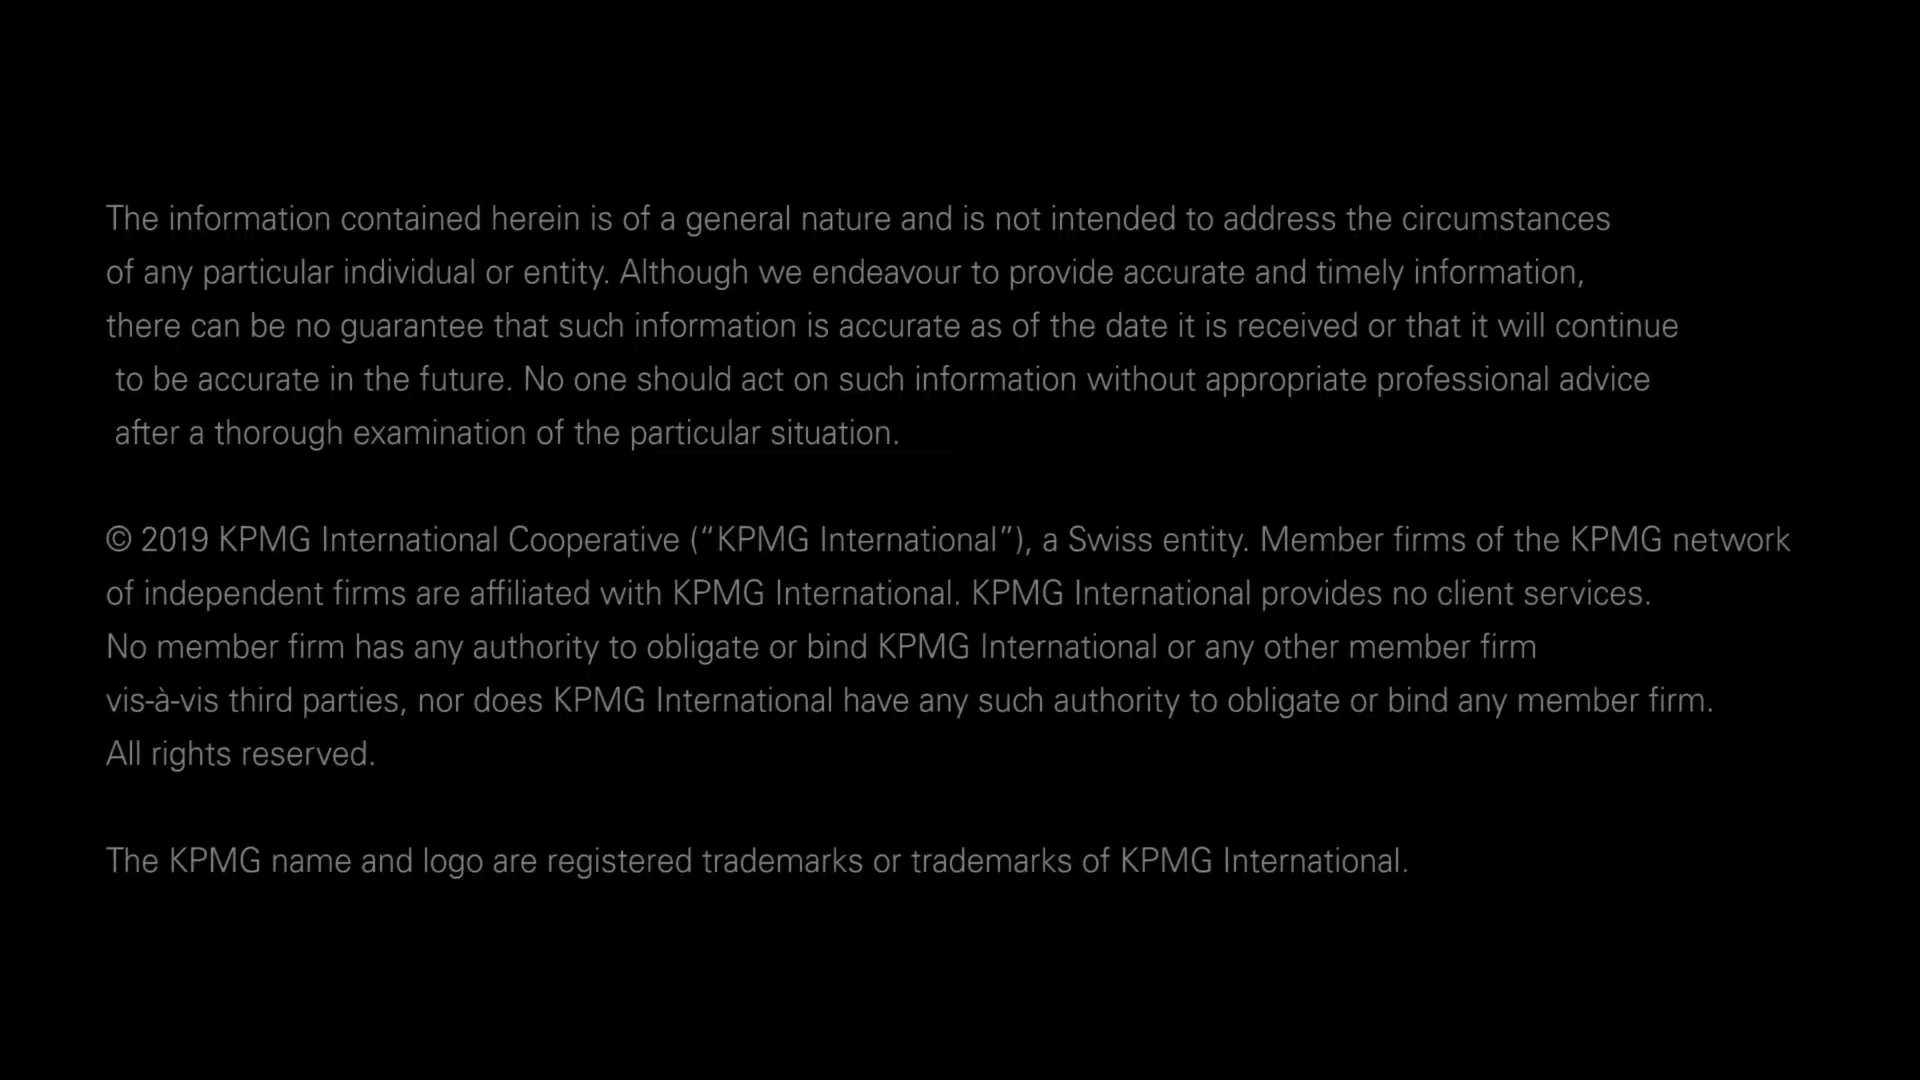 The information contained herein is of a general nature and is not intended to address the circumstances
of any particular individual or entity. Although we endeavour to provide accurate and timely information,
there can be no guarantee that such information is accurate as of the date it is received or that it will continue
to be accurate in the future. No one should act on such information without appropriate professional advice
after a thorough examination of the particular situation.
© 2019 KPMG International Cooperative (“KPMG International”), a Swiss entity. Member firms of the KPMG network
of independent firms are affiliated with KPMG International. KPMG International provides no client services.
No member firm has any authority to obligate or bind KPMG International or any other member firm
vis-à-vis third parties, nor does KPMG International have any such authority to obligate or bind any member firm.
All rights reserved.
The KPMG name and logo are registered trademarks or trademarks of KPMG International.